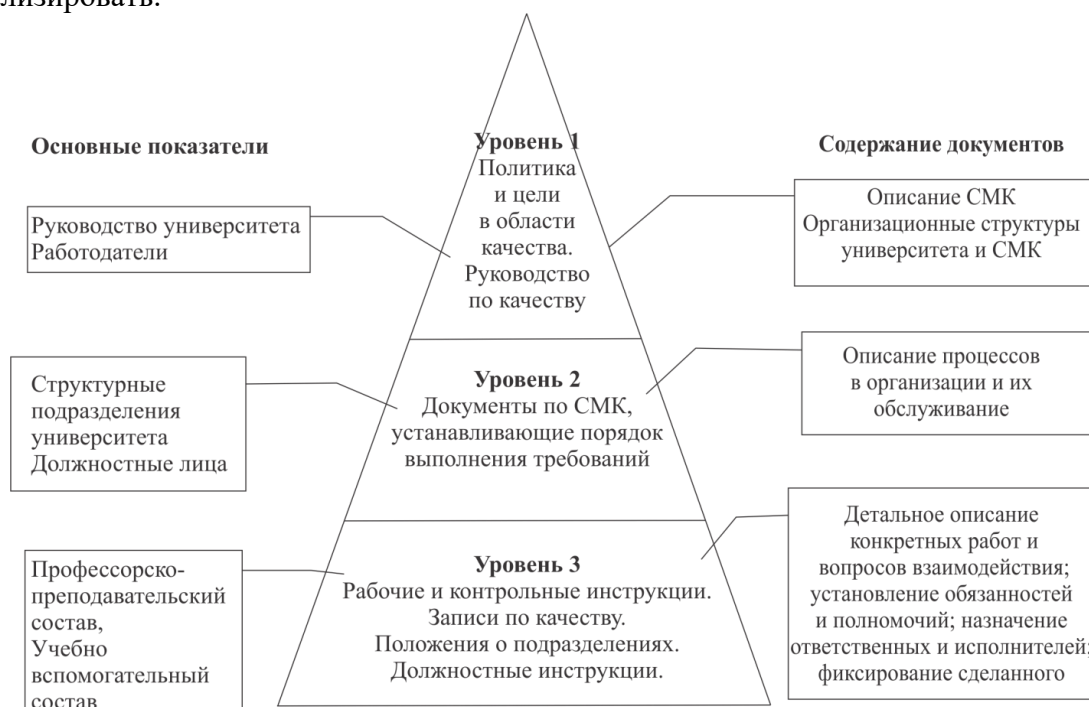 лизировать.
Основные показатели
Руководство университета
Работодатели
Структурные
подразделения
университета
Должностные лица
Профессорско-
преподавательский
состав,
Учебно
вспомогательный
состав
Уровень 1
Политика
и цели
в области
качества.
Руководство
по качеству
Уровень 2
Документы по СМК,
устанавливающие порядок
выполнения требований
Уровень 3
Рабочие и контрольные инструкции.
Записи по качеству.
Положения о подразделениях.
Должностные инструкции.
Содержание документов
Описание СМК
Организационные структуры
университета и СМК
Описание процессов
в организации и их
обслуживание
Детальное описание
конкретных работ и
вопросов взаимодействия;
установление обязанностей
и полномочий; назначение
ответственных и исполнителей;
фиксирование сделанного